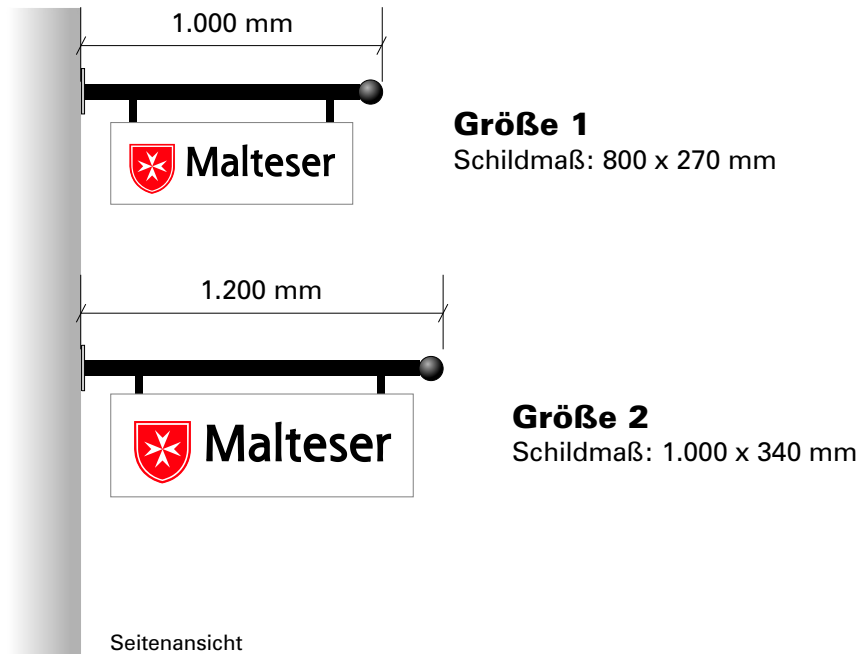 1.000 mm
Malteser
Größe 1
Schildmaß: 800 x 270 mm
1.200 mm
Malteser
Größe 2
Schildmaß: 1.000 x 340 mm
Seitenansicht